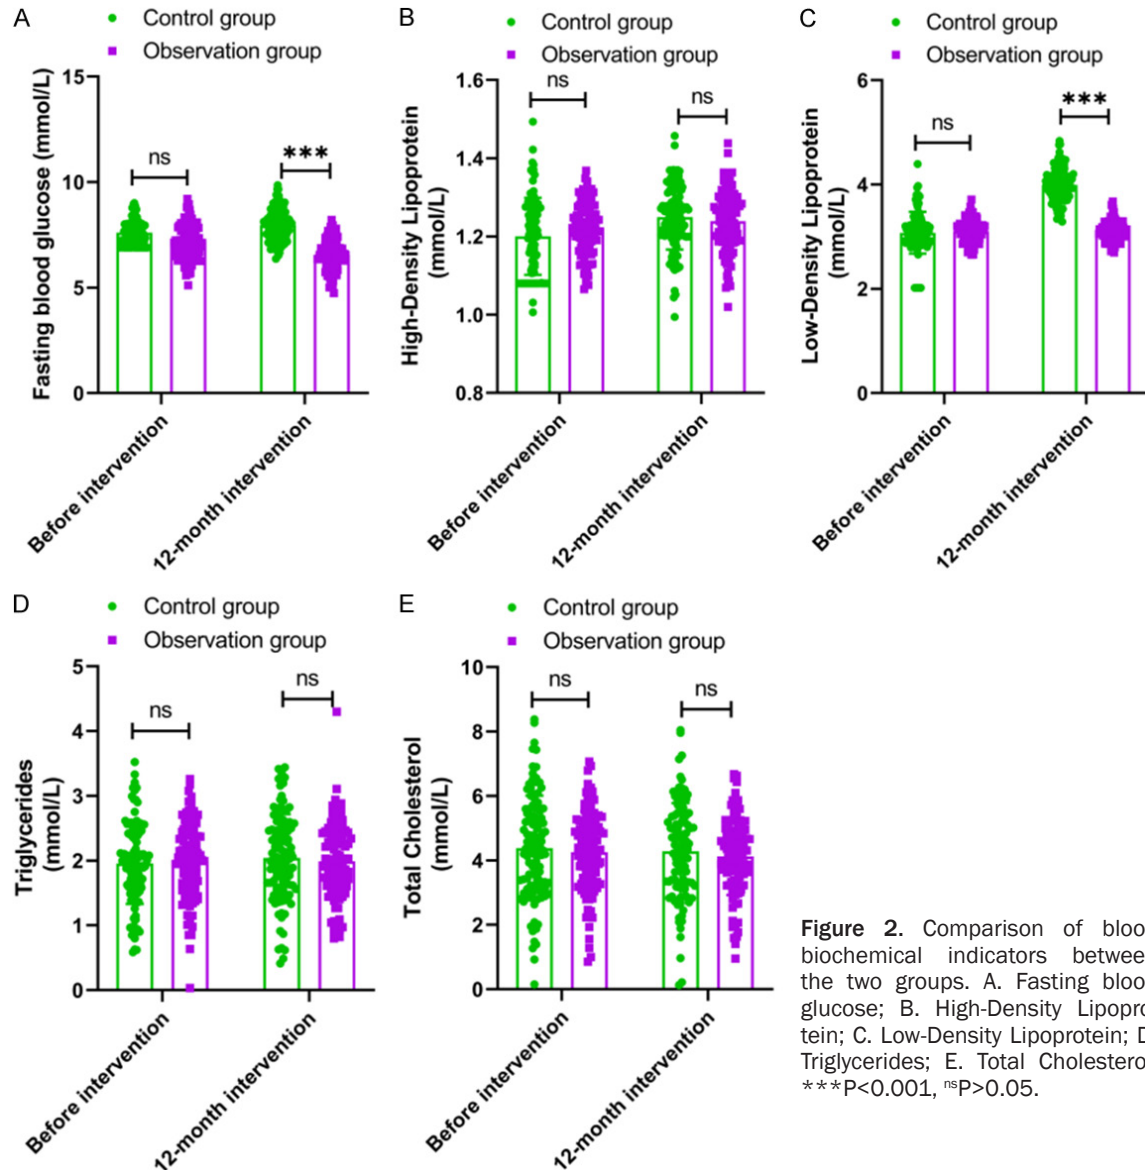 A
Control group
Observation group
Fasting blood glucose (mmol/L)
15
10
5
0
ns
***
Before intervention
12-month intervention
B
Control group
Observation group
High-Density Lipoprotein
(mmol/L)
1.6
1.4
1.2
1.0
0.8
ns
ns
Before intervention
12-month intervention
C
Control group
Observation group
Low-Density Lipoprotein
(mmol/L)
6
4
2
0
ns
***
Before intervention
12-month intervention
D
Control group
Observation group
Triglycerides
(mmol/L)
5
4
3
2
1
0
ns
ns
Before intervention
12-month intervention
E
Control group
Observation group
Total Cholesterol
(mmol/L)
10
8
6
4
2
0
ns
ns
Before intervention
12-month intervention
Figure 2. Comparison of bloo
biochemical indicators betwee
the two groups. A. Fasting bloo
glucose; B. High-Density Lipopro
tein; C. Low-Density Lipoprotein; D
Triglycerides; E. Total Cholestero
***P<0.001, nsP>0.05.